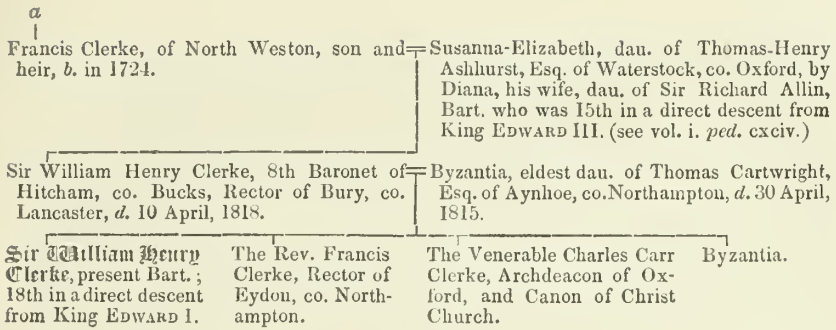 a
Francis Clerke, of North Weston, son and
heir, b. in 1724.
Susanna-Elizabeth, dau. of Thomas-Henry
Ashhurst, Esq. of Waterstock, co. Oxford, by
Diana, his wife, dau. of Sir Richard Allin,
Bart. who was 15th in a direct descent from
King EDWARD III. (see vol. i. ped. cxciv.)
Sir William Henry Clerke, 8th Baronet of
Hitcham, co. Bucks, Rector of Bury, co.
Lancaster, d. 10 April, 1818.
Byzantia, eldest dau. of Thomas Cartwright,
Esq. of Aynhoe, co.Northampton, d. 30 April,
1815.
Sir William Henry
Clerke, present Bart. ;
18th in a direct descent
from King EDWARD I.
The Rev. Francis
Clerke, Rector of
Eydon, co. North-
ampton.
The Venerable Charles Carr
Clerke, Archdeacon of Ox-
ford, and Canon of Christ
Church.
Byzantia.